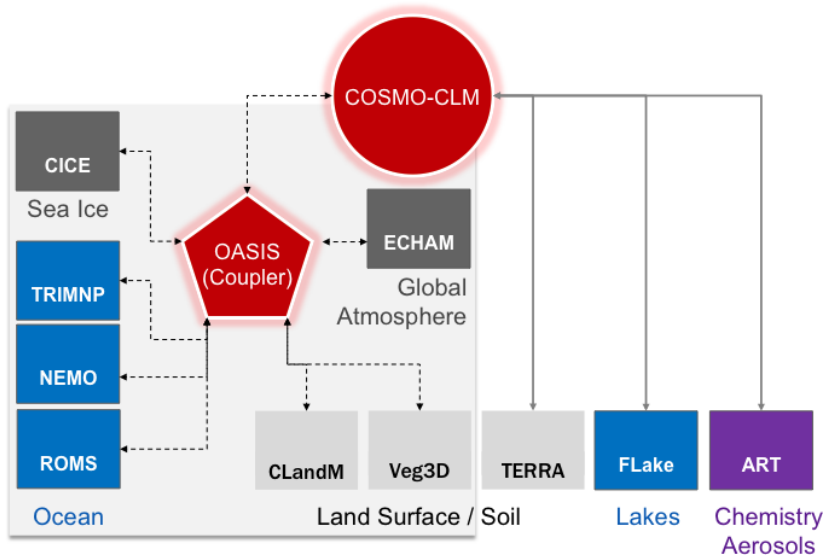 COSMO-CLM
CICE
Sea Ice
OASIS
(Coupler)
ECHAM
Global
Atmosphere
TRIMNP
NEMO
ROMS
Ocean
CLandM
Veg3D
TERRA
Land Surface / Soil
FLake
Lakes
ART
Chemistry
Aerosols